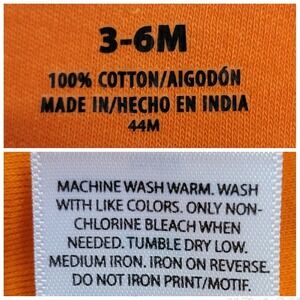 3-6M
100% COTTON/AIGODÓN
MADE IN/HECHO EN INDIA
44M
MACHINE WASH WARM. WASH
WITH LIKE COLORS. ONLY NON-
CHLORINE BLEACH WHEN
NEEDED. TUMBLE DRY LOW.
MEDIUM IRON. IRON ON REVERSE.
DO NOT IRON PRINT/MOTIF.